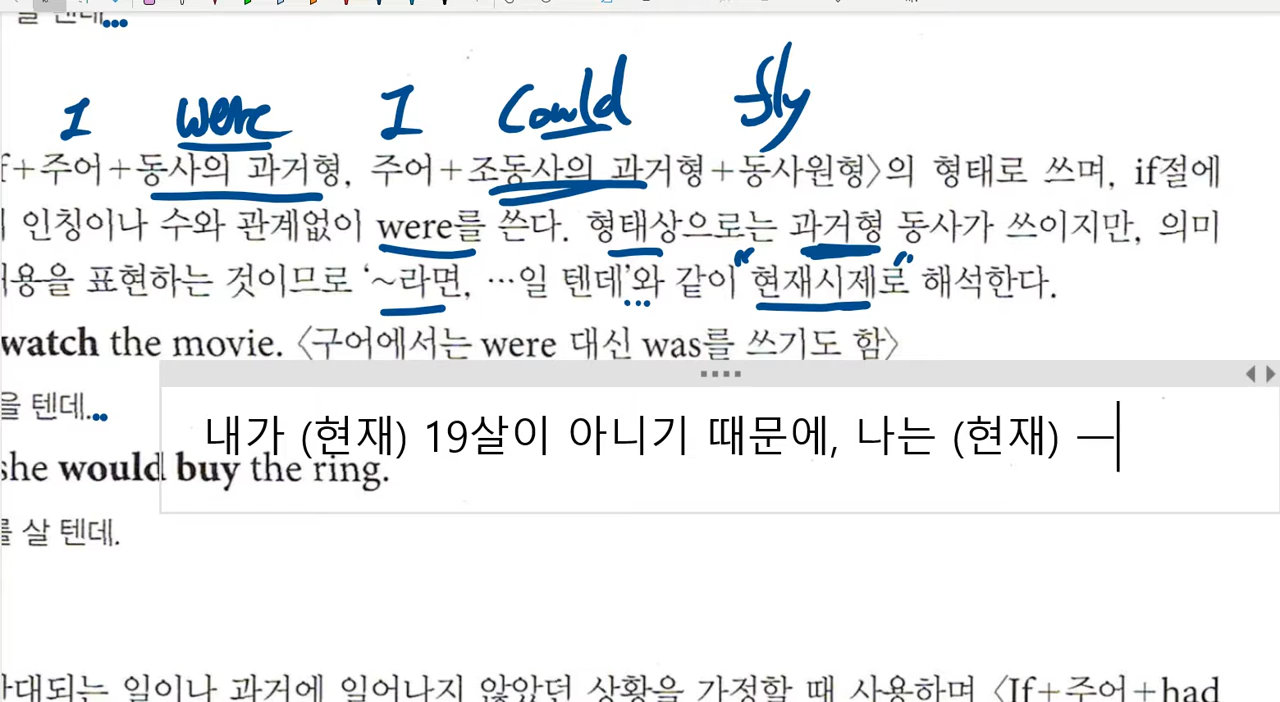 텐데...
I were I could fly
f+주어+동사의 과거형, 주어+조동사의 과거형+동사원형〉의 형태로 쓰며, if절에
인칭이나 수와 관계없이 were를 쓴다. 형태상으로는 과거형 동사가 쓰이지만, 의미
용을 표현하는 것이므로 ‘~라면, …일 텐데’와 같이 “현재시제로” 해석한다.
watch the movie. 〈구어에서는 were 대신 was를 쓰기도 함〉
을 텐데...
내가 (현재) 19살이 아니기 때문에, 나는 (현재) ㅡ
she would buy the ring.
를 살 텐데.
대되는 일이나 과거에 일어나지 않았던 상황을 가정할 때 사용하며 〈If+주어+had